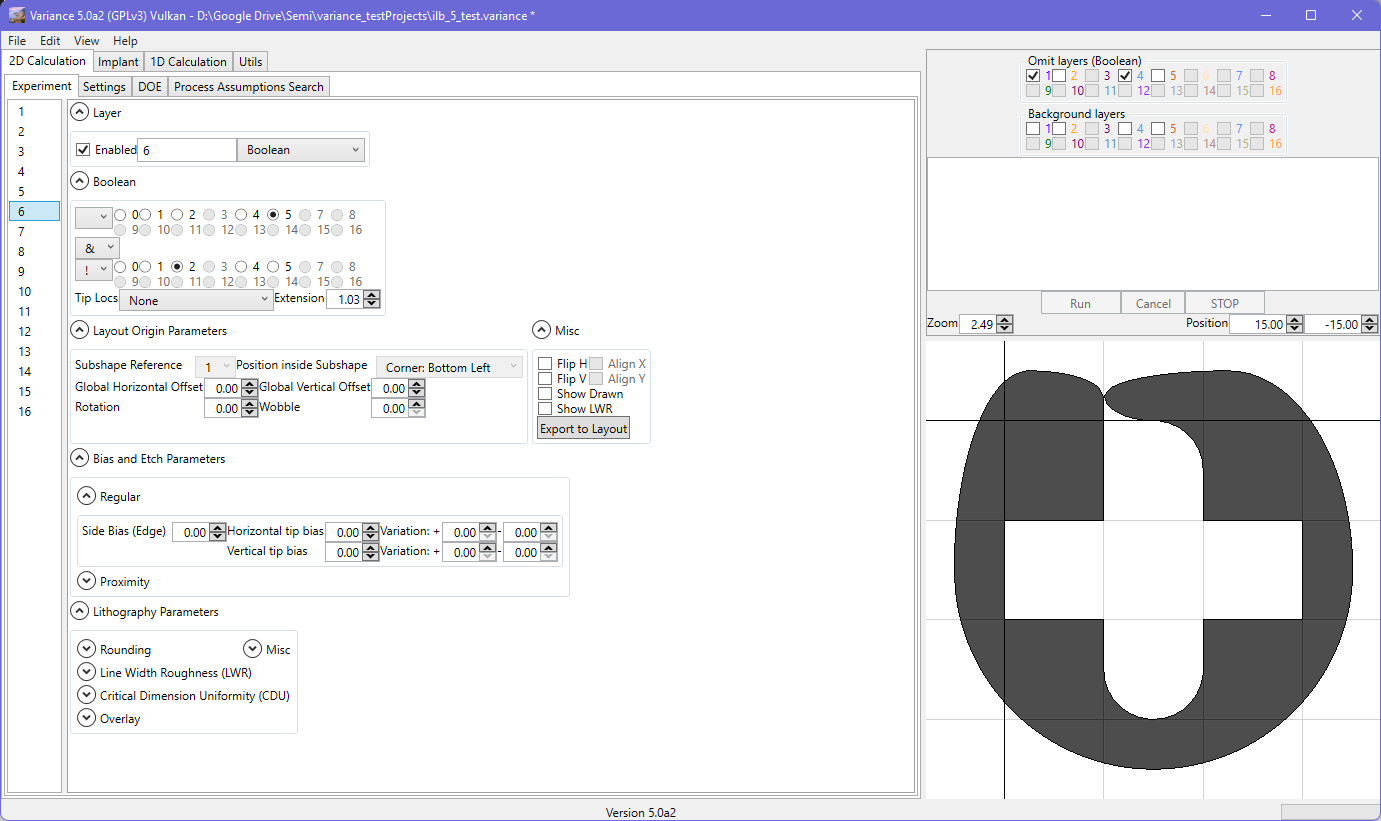 Variance 5.0a2 (GPLv3) Vulkan - D:\Google Drive\Semi\variance_testProjects\ilb_5_test.variance *
File Edit View Help
2D Calculation Implant 1D Calculation Utils
Experiment Settings DOE Process Assumptions Search
1
2
3
4
5
6
7
8
9
10
11
12
13
14
15
16
Layer
Enabled 6 Boolean
Boolean
0 1 2 3 4 5 7 8
9 10 11 12 13 14 15 16
&
! 0 1 2 3 4 5 7 8
9 10 11 12 13 14 15 16
Tip Locs None Extension 1.03
Layout Origin Parameters
Subshape Reference 1 Position inside Subshape Corner: Bottom Left
Global Horizontal Offset 0.00 Global Vertical Offset 0.00
Rotation 0.00 Wobble 0.00
Misc
Flip H Align X
Flip V Align Y
Show Drawn
Show LWR
Export to Layout
Bias and Etch Parameters
Regular
Side Bias (Edge) 0.00 Horizontal tip bias 0.00 Variation: + 0.00 - 0.00
Vertical tip bias 0.00 Variation: + 0.00 - 0.00
Proximity
Lithography Parameters
Rounding Misc
Line Width Roughness (LWR)
Critical Dimension Uniformity (CDU)
Overlay
Omit layers (Boolean)
1 2 3 4 5 6 7 8
9 10 11 12 13 14 15 16
Background layers
1 2 3 4 5 6 7 8
9 10 11 12 13 14 15 16
Run Cancel STOP
Zoom 2.49 Position 15.00 -15.00
Version 5.0a2